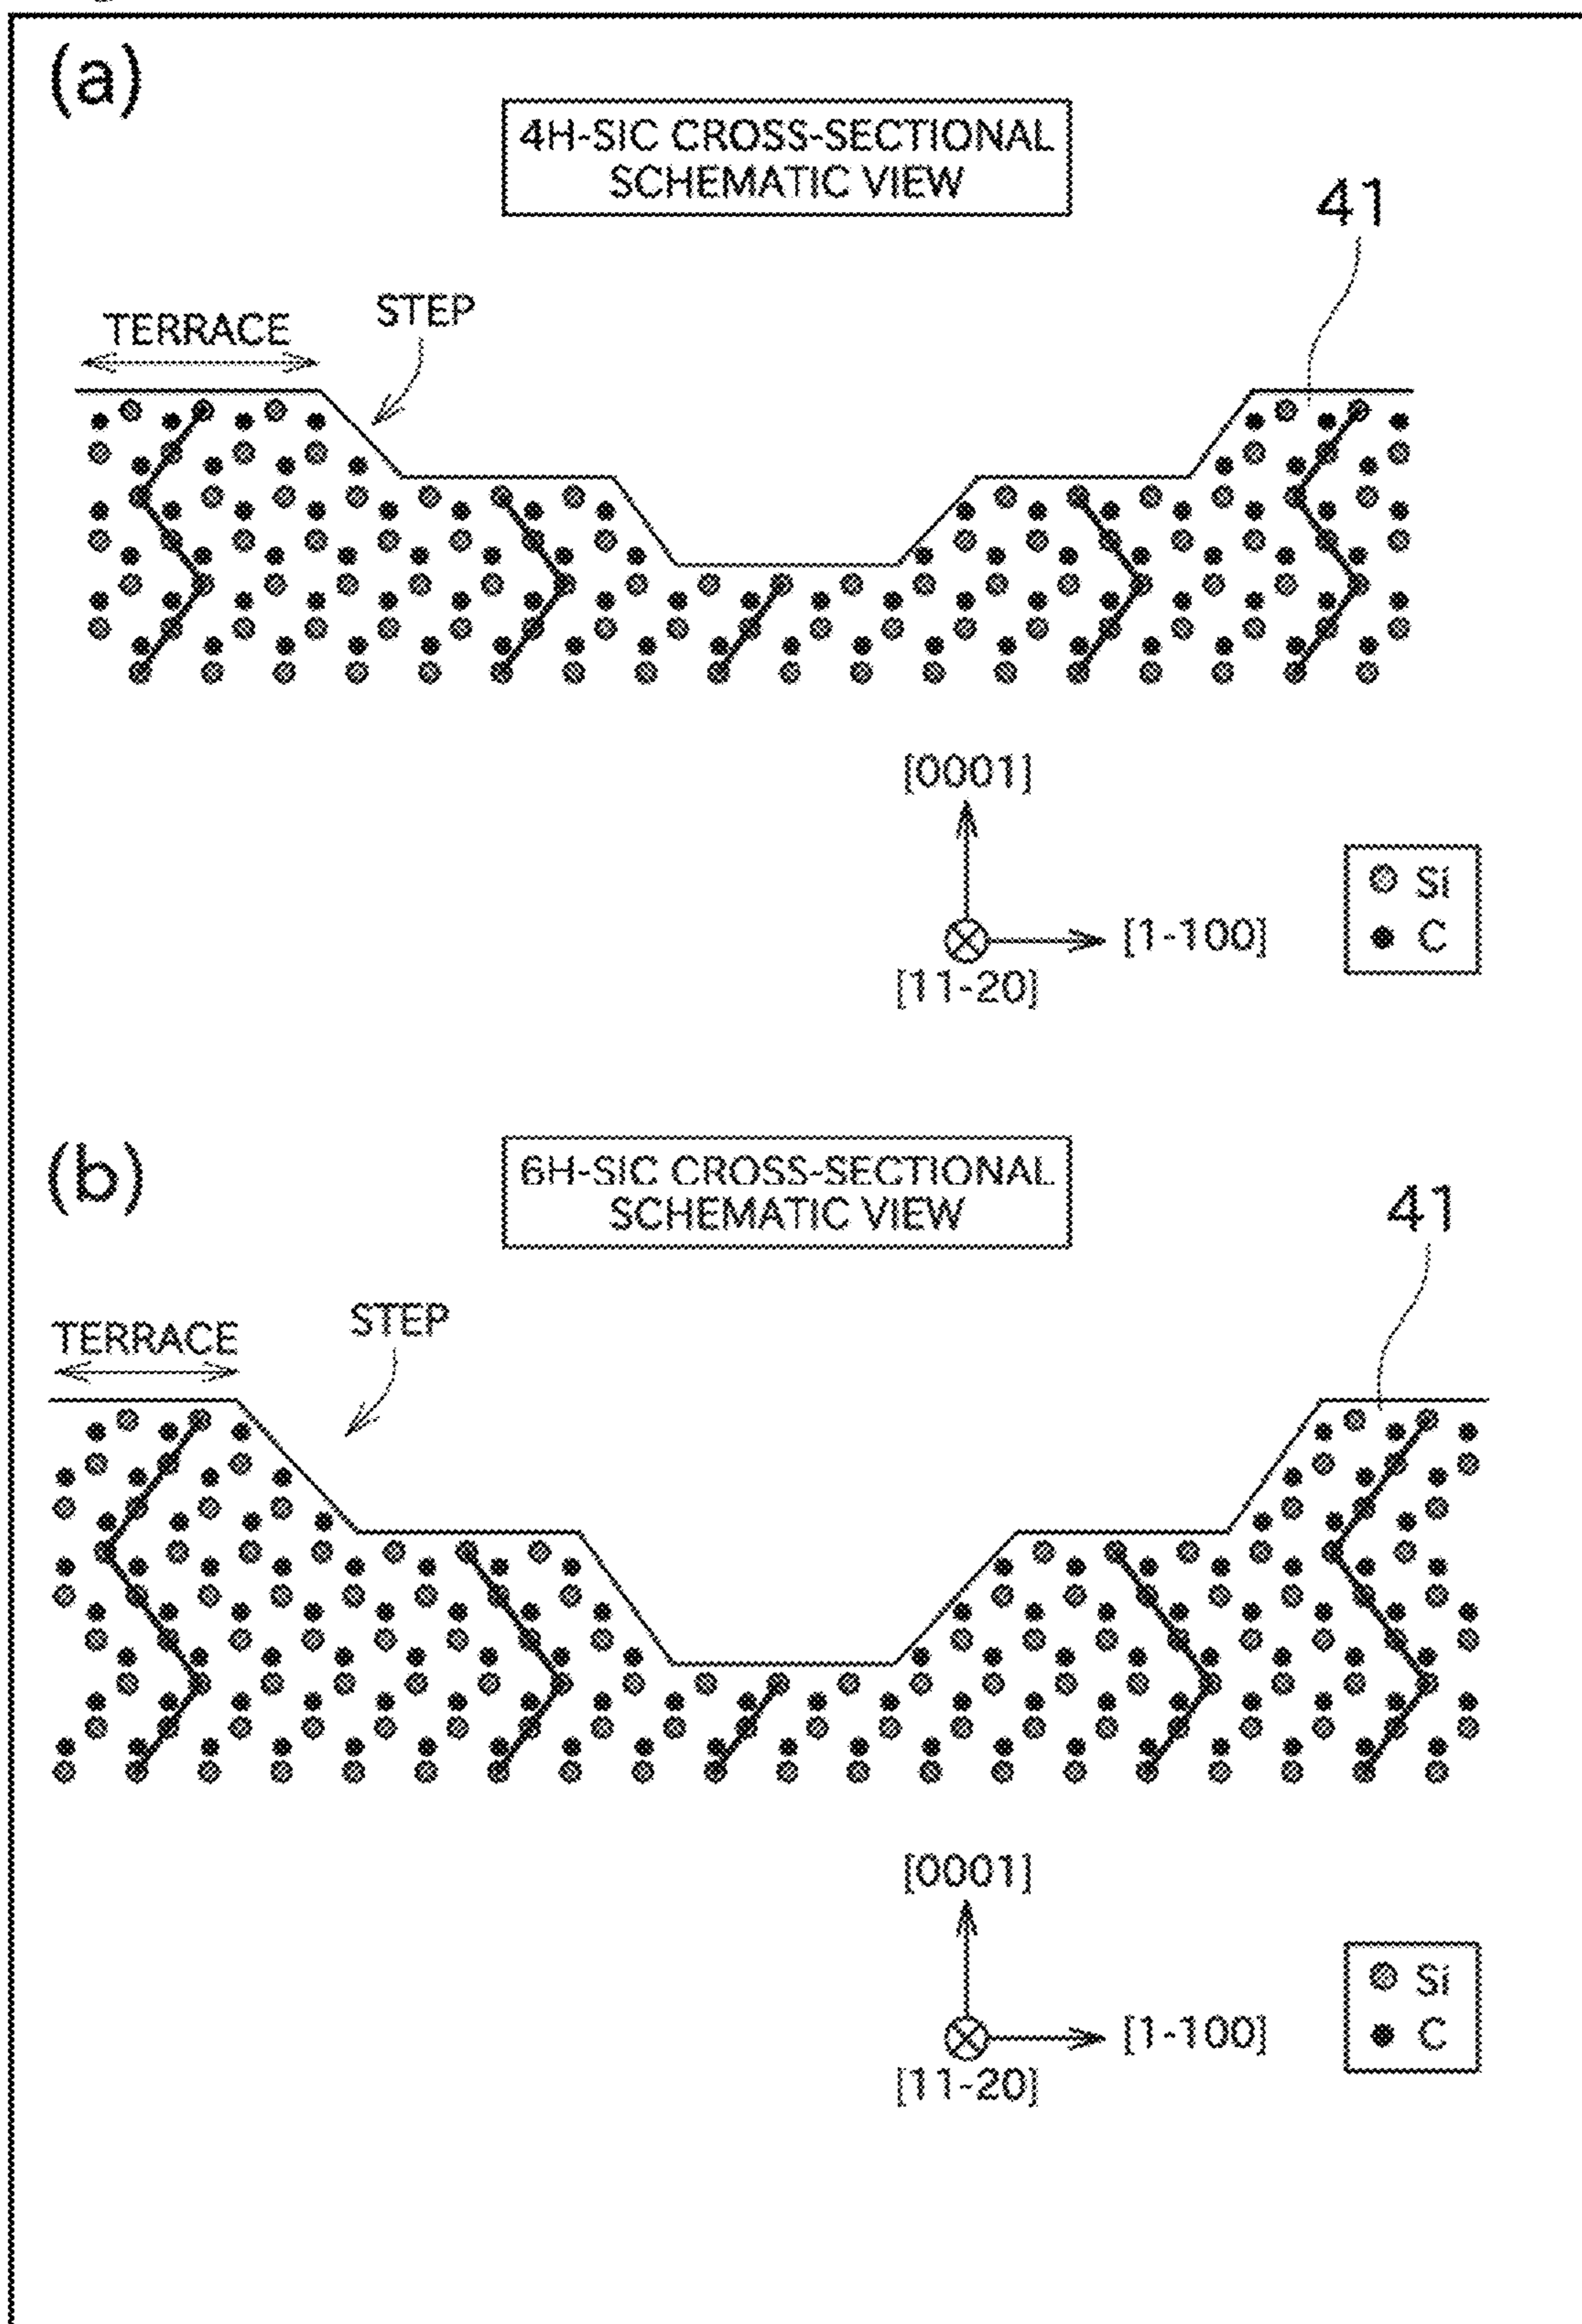 (a)
4H-SIC CROSS-SECTIONAL
SCHEMATIC VIEW
41
TERRACE
STEP
[0001]
[1-100]
[11-20]
Si
C
(b)
6H-SIC CROSS-SECTIONAL
SCHEMATIC VIEW
41
TERRACE
STEP
[0001]
[1-100]
[11-20]
Si
C